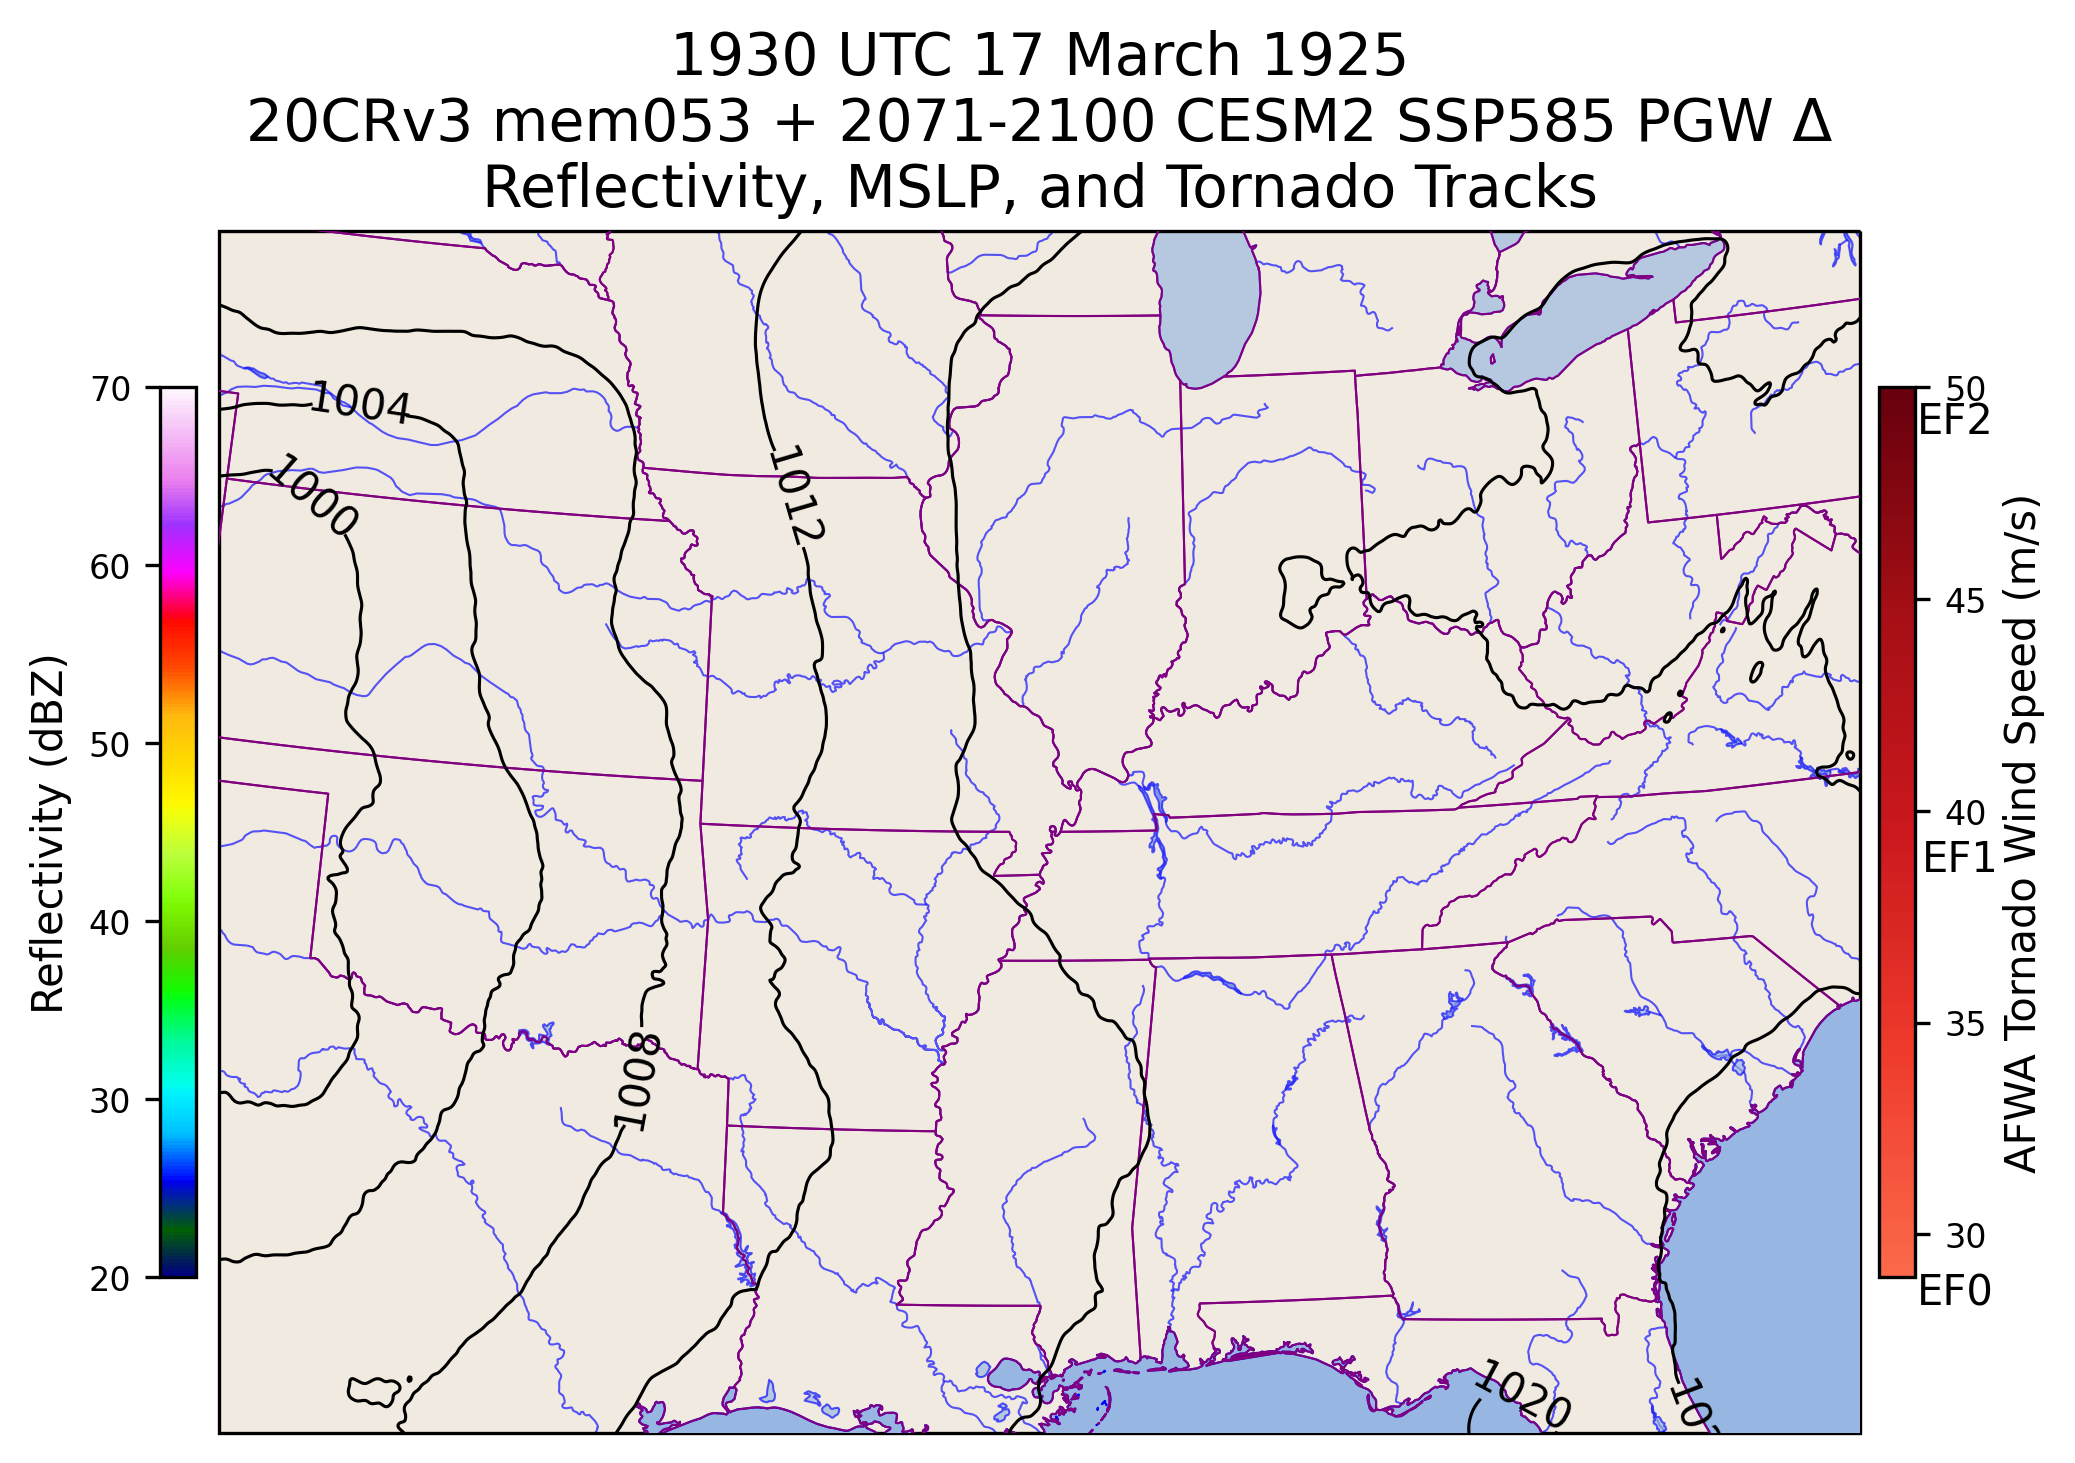 1930 UTC 17 March 1925
20CRv3 mem053 + 2071-2100 CESM2 SSP585 PGW Δ
Reflectivity, MSLP, and Tornado Tracks
Reflectivity (dBZ)
70
60
50
40
30
20
1004
1000
1012
1008
1020
50
EF2
45
40
EF1
35
30
EF0
AFWA Tornado Wind Speed (m/s)